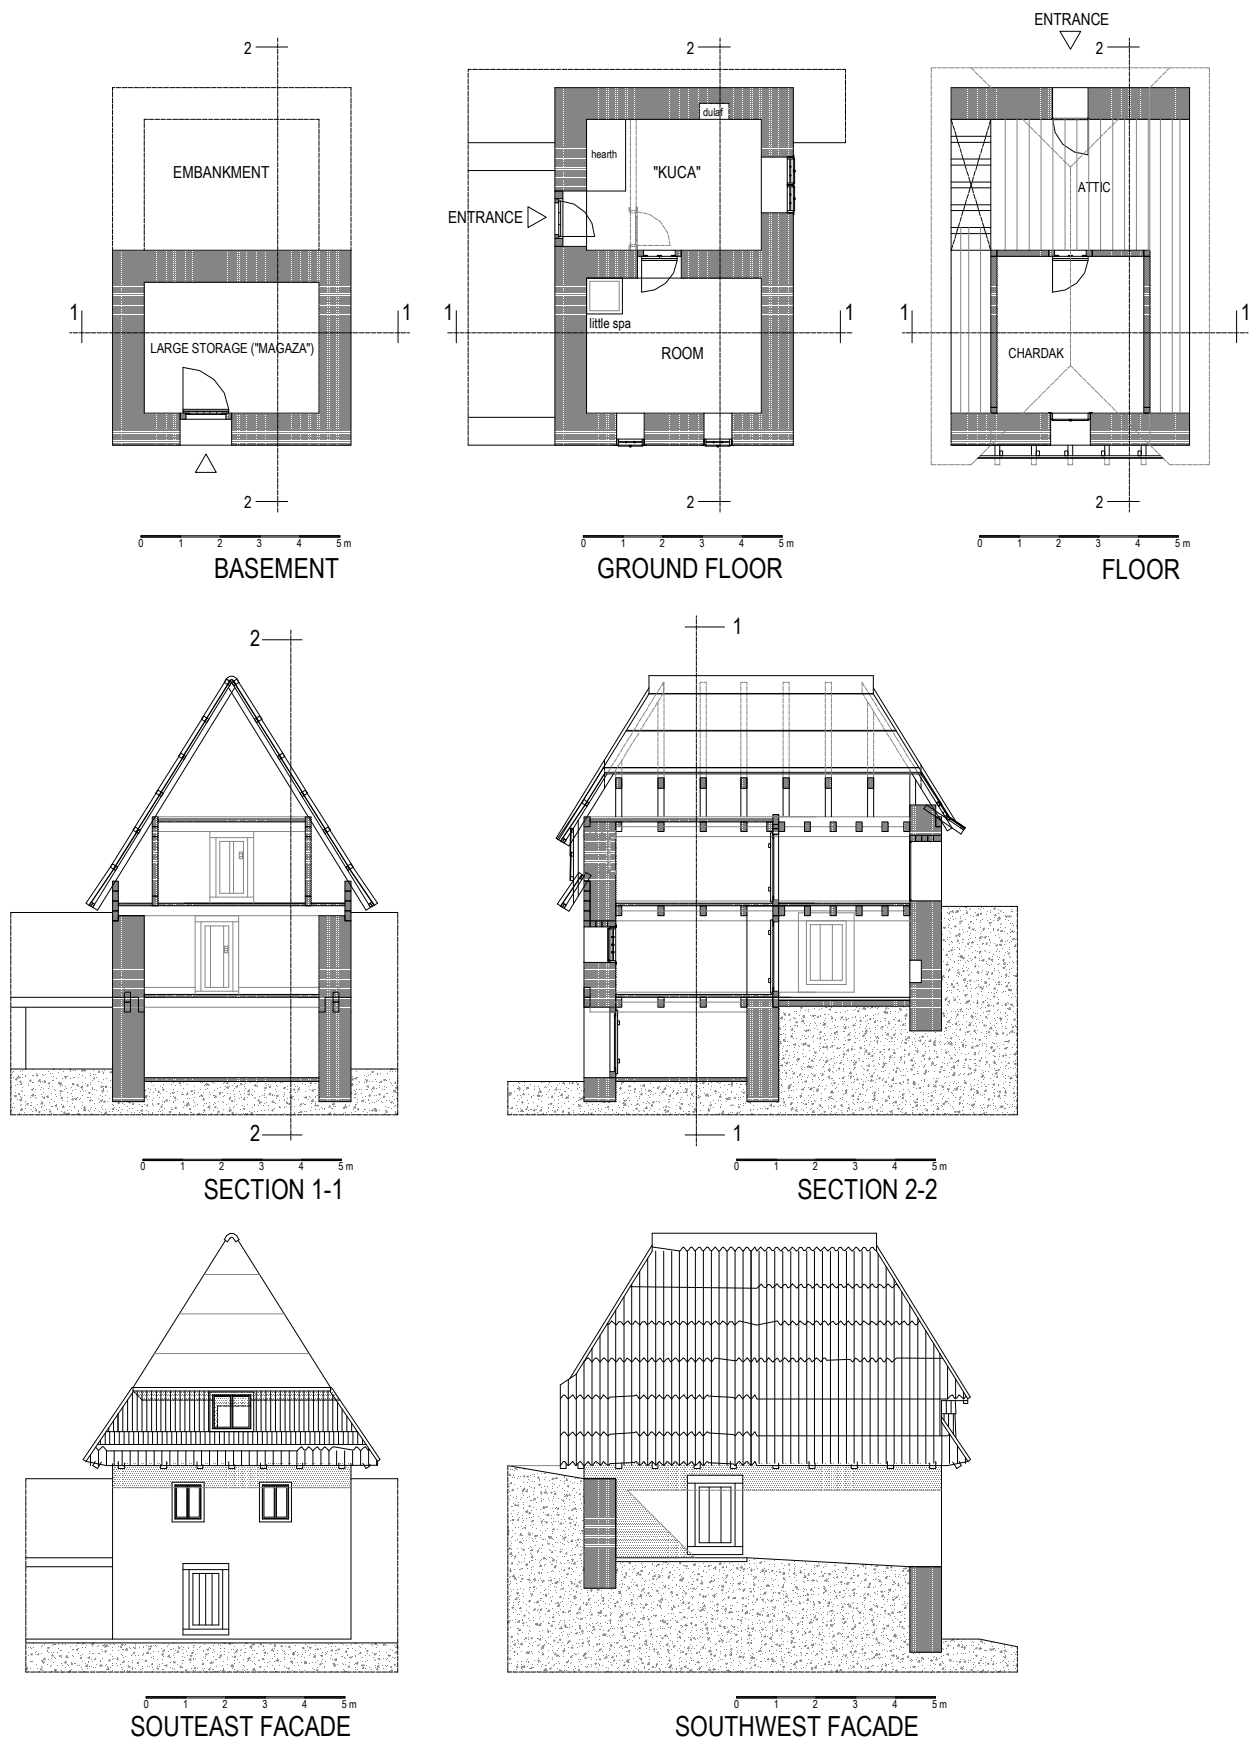 ENTRANCE
2
2
2
EMBANKMENT
hearth
dulaf
"KUCA"
ATTIC
ENTRANCE
1
1
1
1
1
1
little spa
LARGE STORAGE ("MAGAZA")
ROOM
CHARDAK
2
2
2
0 1 2 3 4 5 m
BASEMENT
0 1 2 3 4 5 m
GROUND FLOOR
0 1 2 3 4 5 m
FLOOR
2
1
2
1
0 1 2 3 4 5 m
SECTION 1-1
0 1 2 3 4 5 m
SECTION 2-2
0 1 2 3 4 5 m
SOUTEAST FACADE
0 1 2 3 4 5 m
SOUTHWEST FACADE